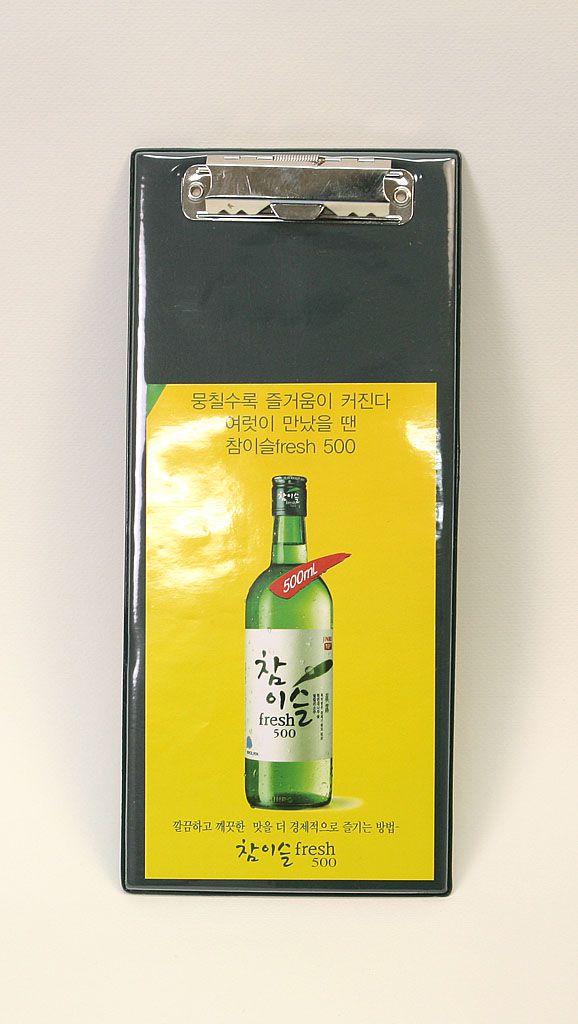 뭉칠수록 즐거움이 커진다
여럿이 만났을 땐
참이슬fresh 500
참이슬
500mL
참
이슬
fresh
500
깔끔하고 깨끗한 맛을 더 경제적으로 즐기는 방법-
참이슬 fresh
500